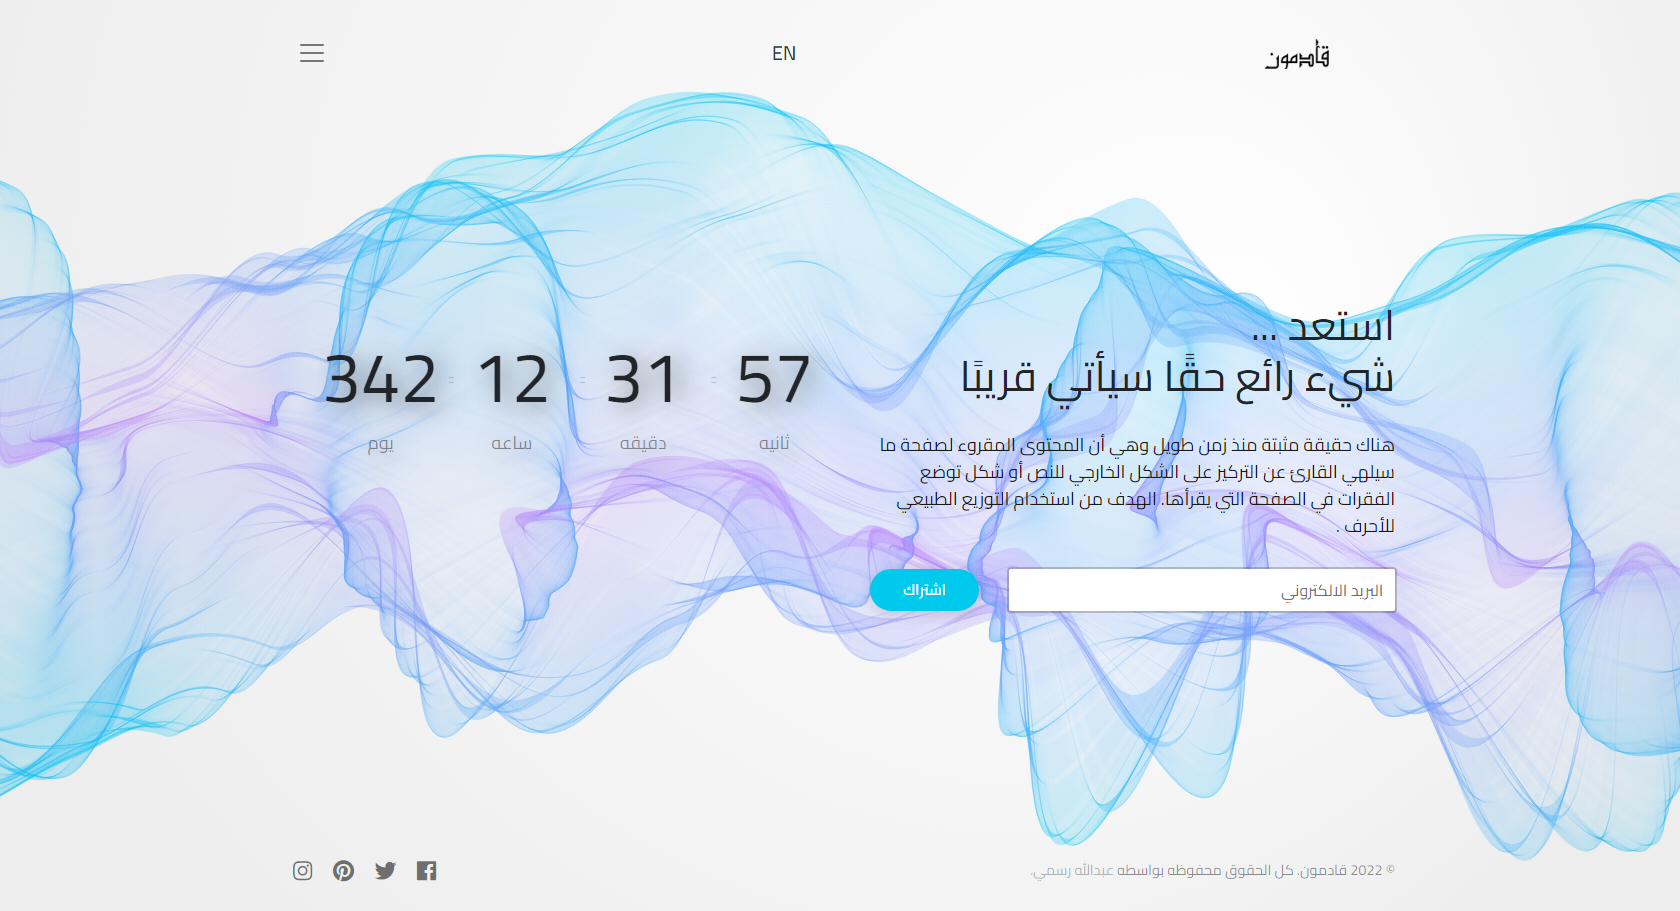 قادمون
EN
استعد ...
شيء رائع حقًا سيأتي قريبًا
هناك حقيقة مثبتة منذ زمن طويل وهي أن المحتوى المقروء لصفحة ما
سيلهي القارئ عن التركيز على الشكل الخارجي للنص أو شكل توضع
الفقرات في الصفحة التي يقرأها. الهدف من استخدام التوزيع الطبيعي
للأحرف .
البريد الالكتروني
اشتراك
57 : 31 : 12 : 342
ثانيه دقيقه ساعه يوم
© 2022 قادمون. كل الحقوق محفوظه بواسطه عبدالله رسمي.